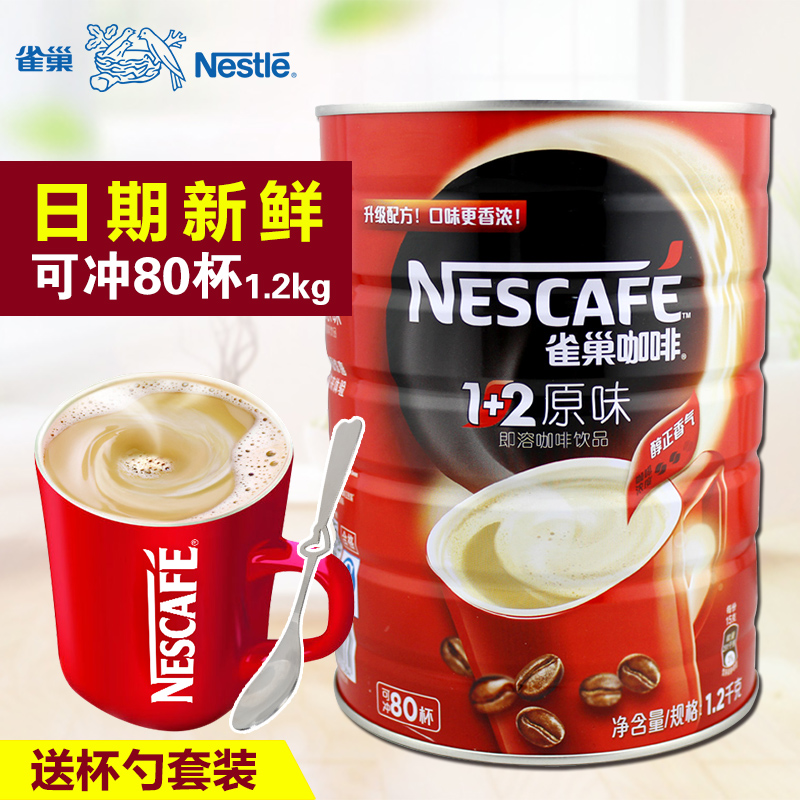 雀巢 Nestlé®
日期新鲜
可冲80杯1.2kg
升级配方！口味更香浓！
NESCAFÉ™
雀巢咖啡®
1+2原味
即溶咖啡饮品
醇正香气
NESCAFÉ®
可冲80杯
净含量/规格：1.2千克
送杯勺套装